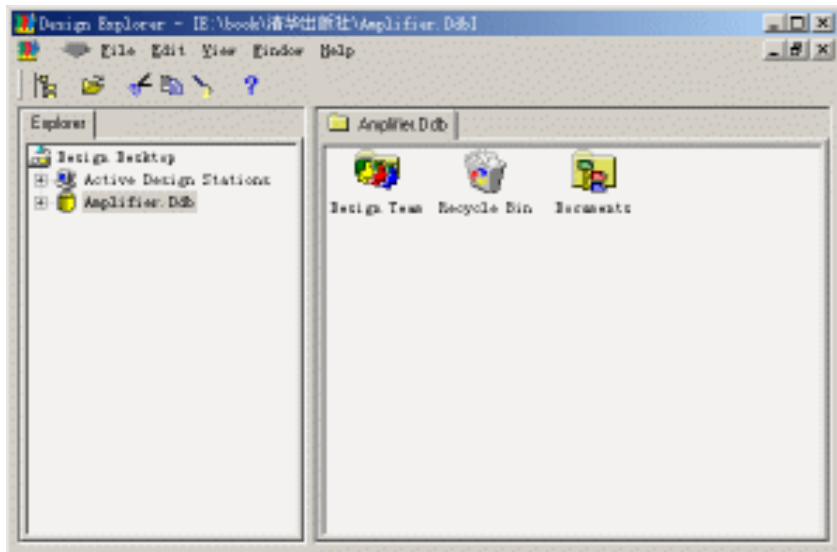 Design Explorer - [E:\book\清华出版社\Amplifier.Ddb]
File Edit View Window Help
Explorer
Amplifier.Ddb
Design Desktop
Active Design Stations
Amplifier.Ddb
Design Team Recycle Bin Documents